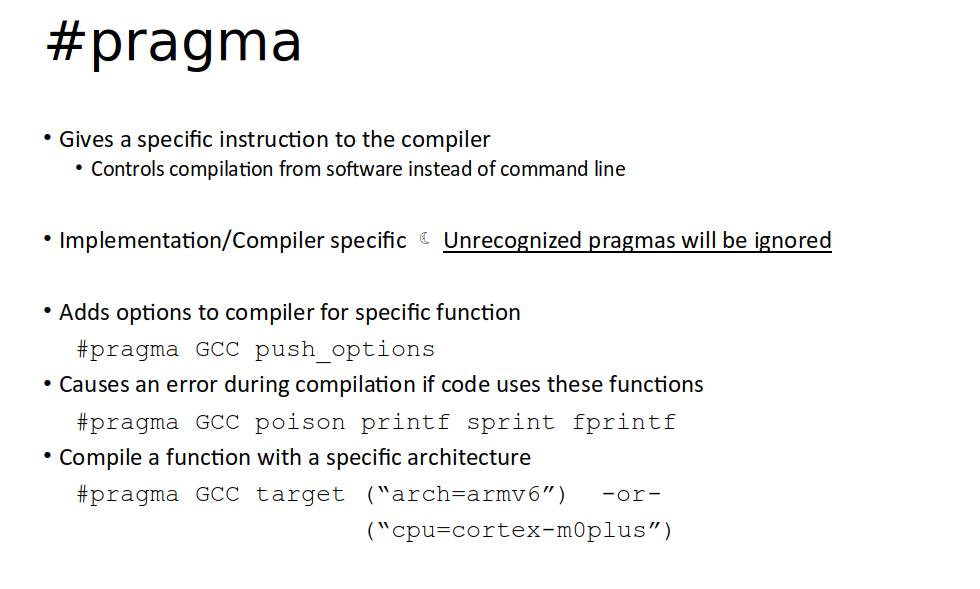 #pragma
• Gives a specific instruction to the compiler
• Controls compilation from software instead of command line
• Implementation/Compiler specific ☾ Unrecognized pragmas will be ignored
• Adds options to compiler for specific function
#pragma GCC push_options
• Causes an error during compilation if code uses these functions
#pragma GCC poison printf sprint fprintf
• Compile a function with a specific architecture
#pragma GCC target (“arch=armv6”) -or-
(“cpu=cortex-m0plus”)